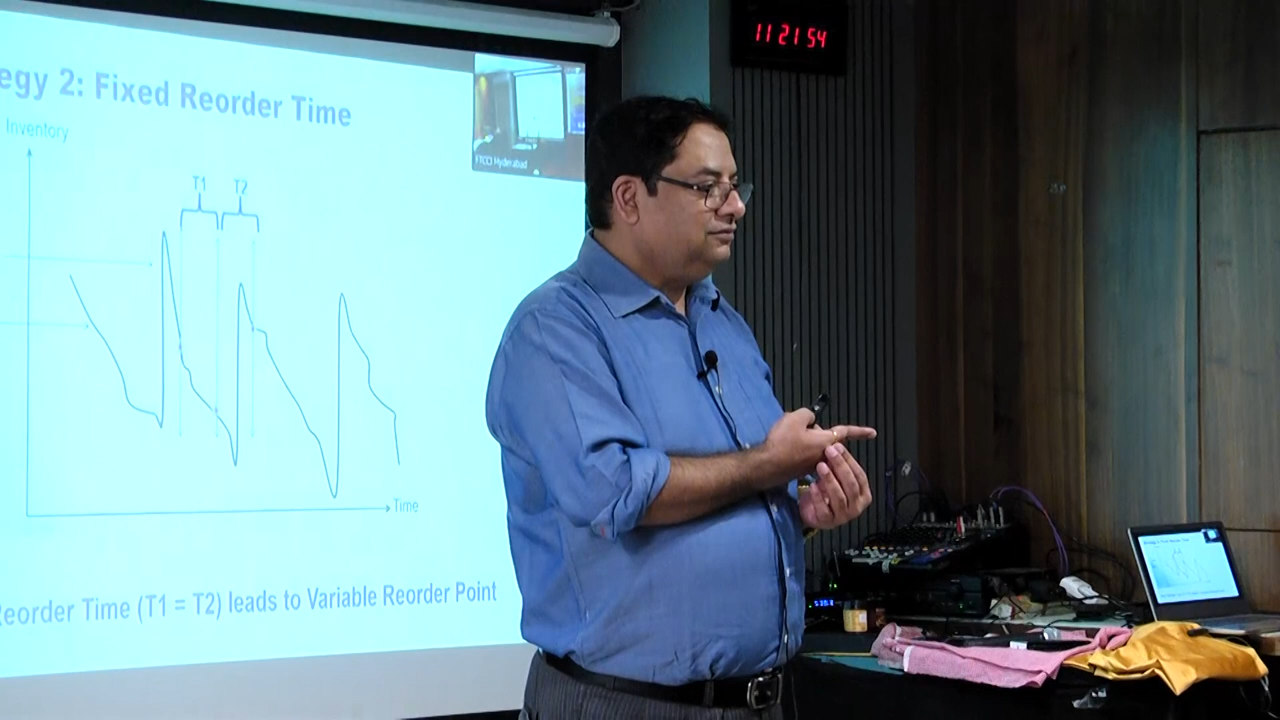 11 21 54
egy 2: Fixed Reorder Time
Inventory
FTCCI Hyderabad
T1 T2
Time
Reorder Time (T1 = T2) leads to Variable Reorder Point